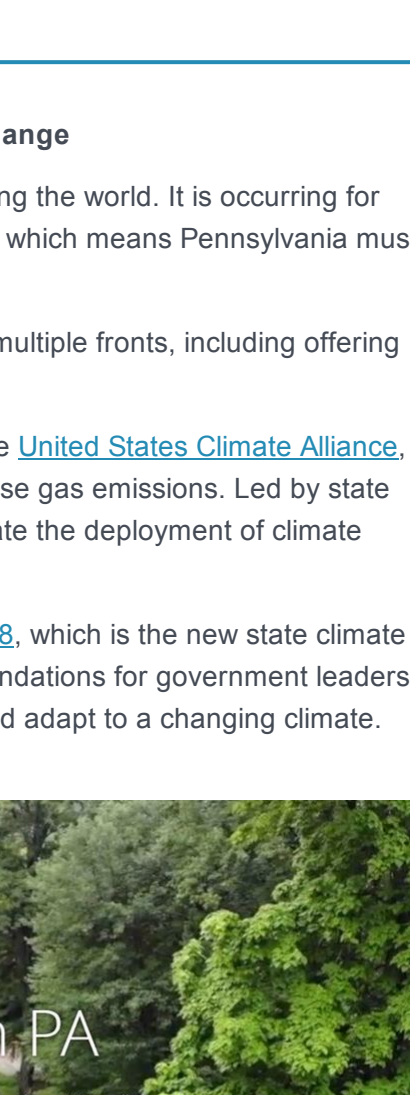 ange
ng the world. It is occurring for
which means Pennsylvania mus
multiple fronts, including offering
e United States Climate Alliance,
se gas emissions. Led by state
ate the deployment of climate
8, which is the new state climate
ndations for government leaders
d adapt to a changing climate.
n PA